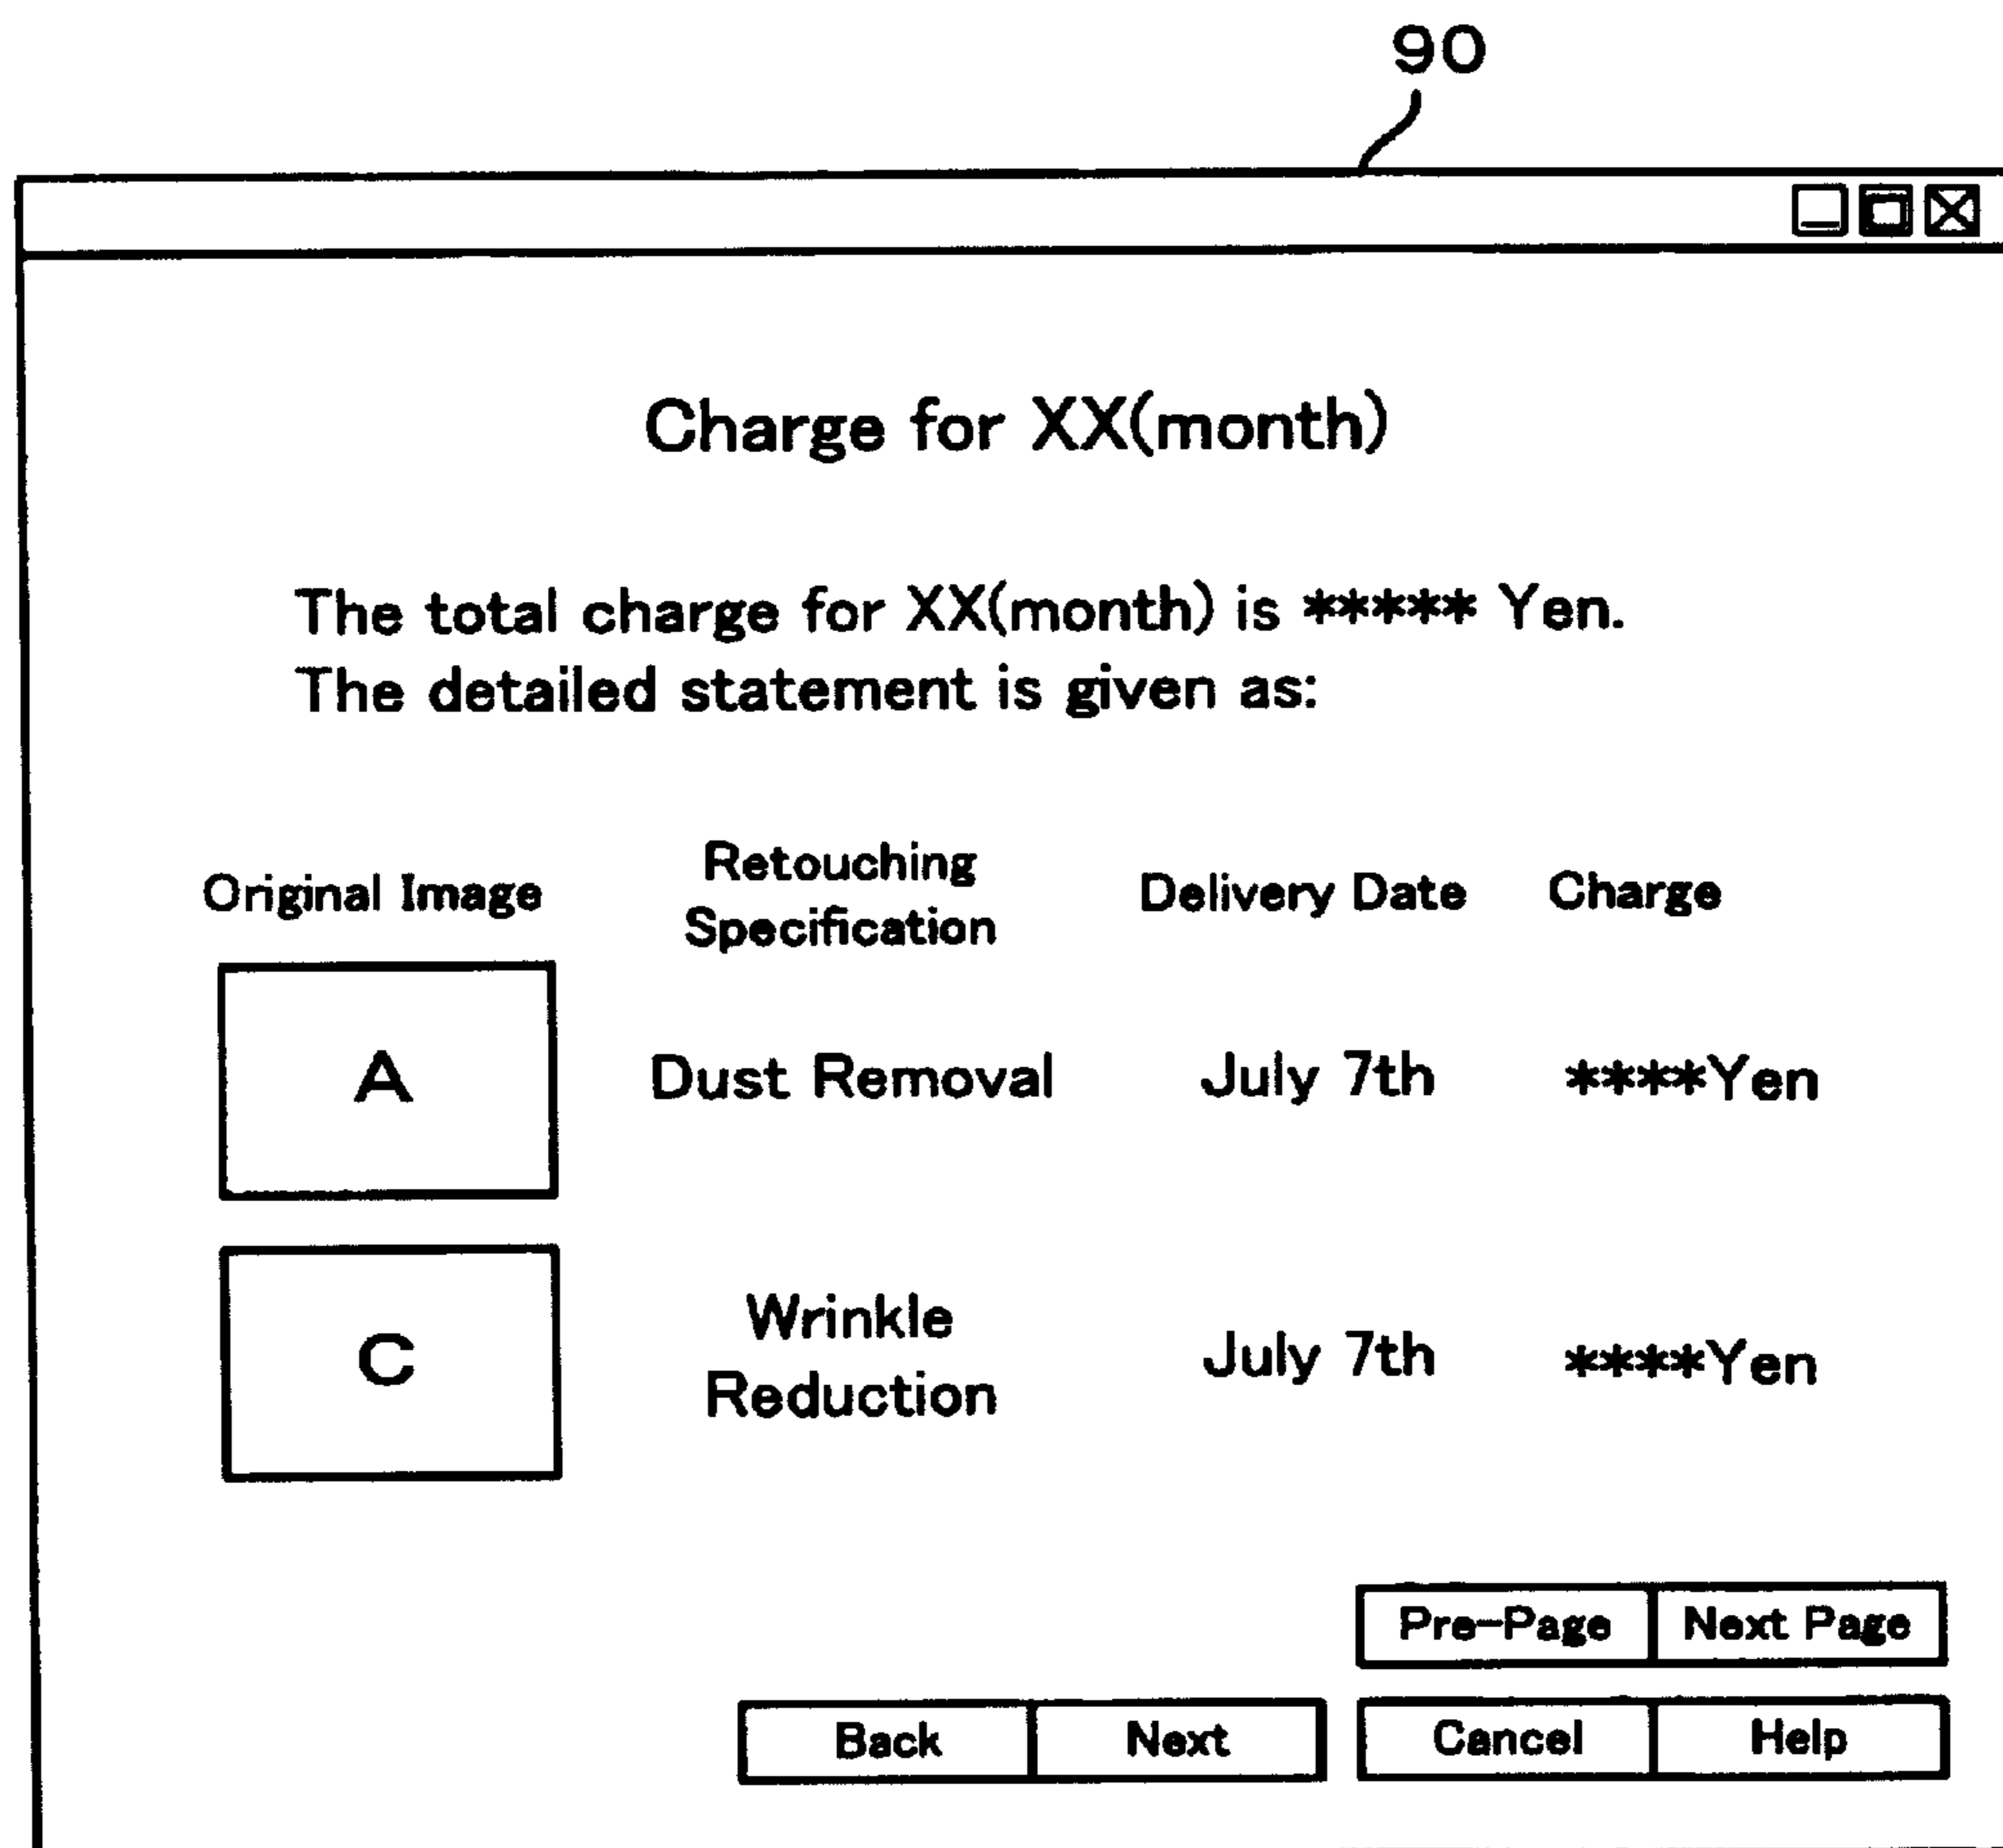 90
Charge for XX(month)
The total charge for XX(month) is ***** Yen.
The detailed statement is given as:
Original Image Retouching Specification Delivery Date Charge
A Dust Removal July 7th ****Yen
C Wrinkle Reduction July 7th ****Yen
Pre-Page Next Page
Back Next Cancel Help